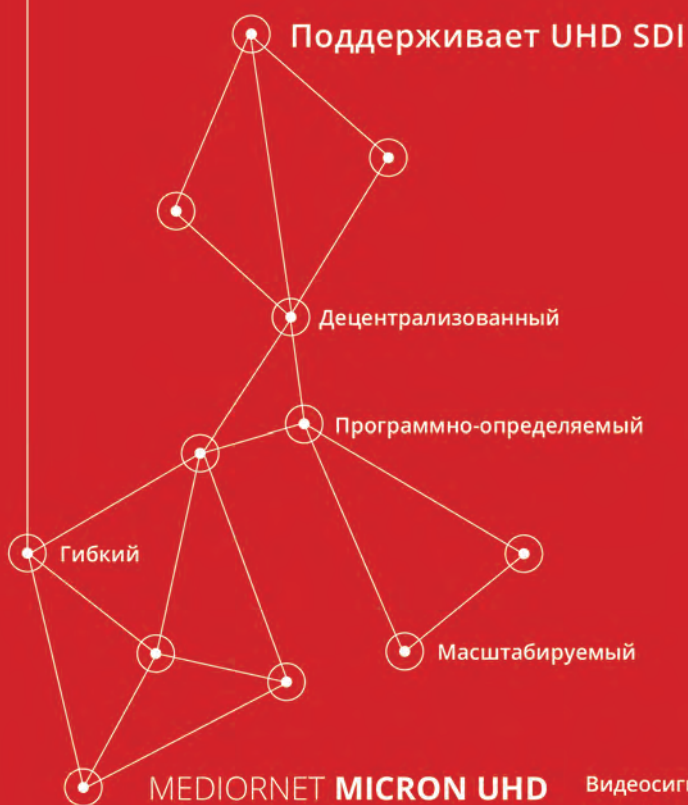 Поддерживает UHD SDI
Децентрализованный
Программно-определяемый
Гибкий
Масштабируемый
MEDIORNET MICRON UHD